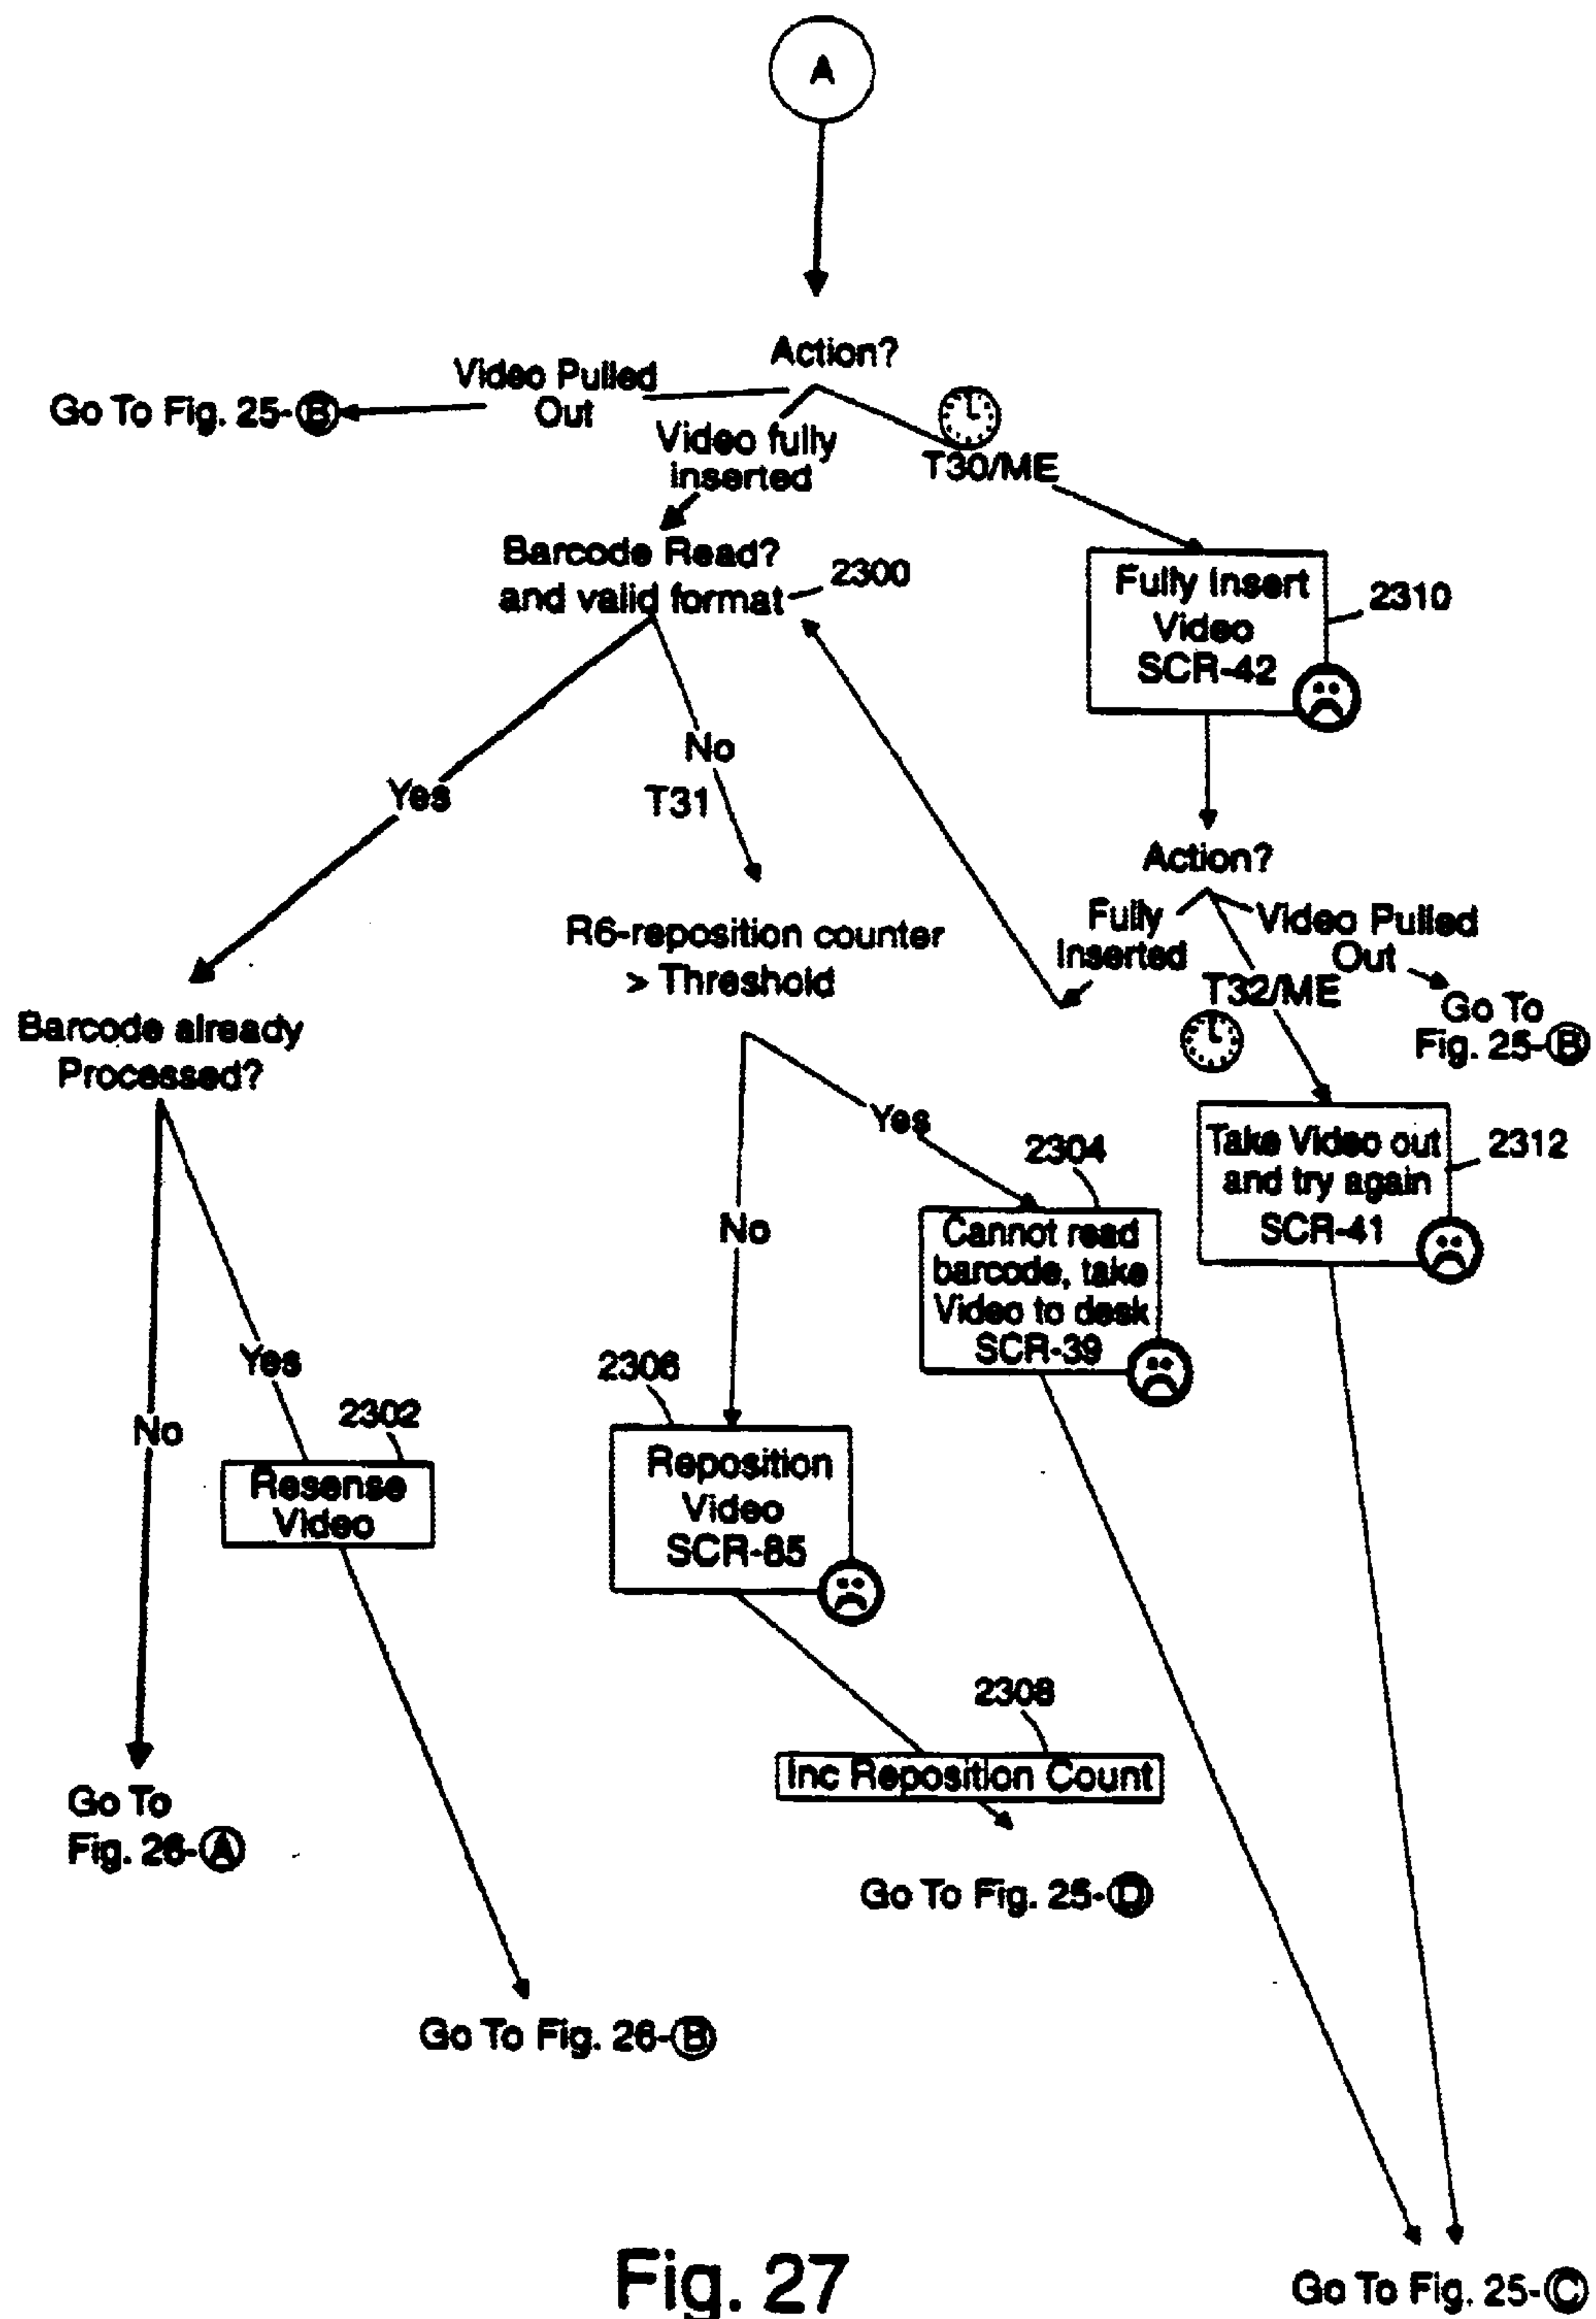 A
Action?
Video Pulled
Out
Go To Fig. 25-B
Video fully
inserted
T30/ME
Barcode Read?
and valid format
2300
Fully Insert
Video
SCR-42
2310
No
T31
Yes
Action?
Fully
Inserted
Video Pulled
Out
T32/ME
Go To
Fig. 25-B
R6-reposition counter
> Threshold
Barcode already
Processed?
Yes
2304
Take Video out
and try again
SCR-41
2312
No
Cannot read
barcode, take
Video to desk
SCR-39
Yes
2306
No
2302
Resense
Video
Reposition
Video
SCR-85
2308
Inc Reposition Count
Go To
Fig. 26-A
Go To Fig. 25-D
Go To Fig. 26-B
Fig. 27
Go To Fig. 25-C